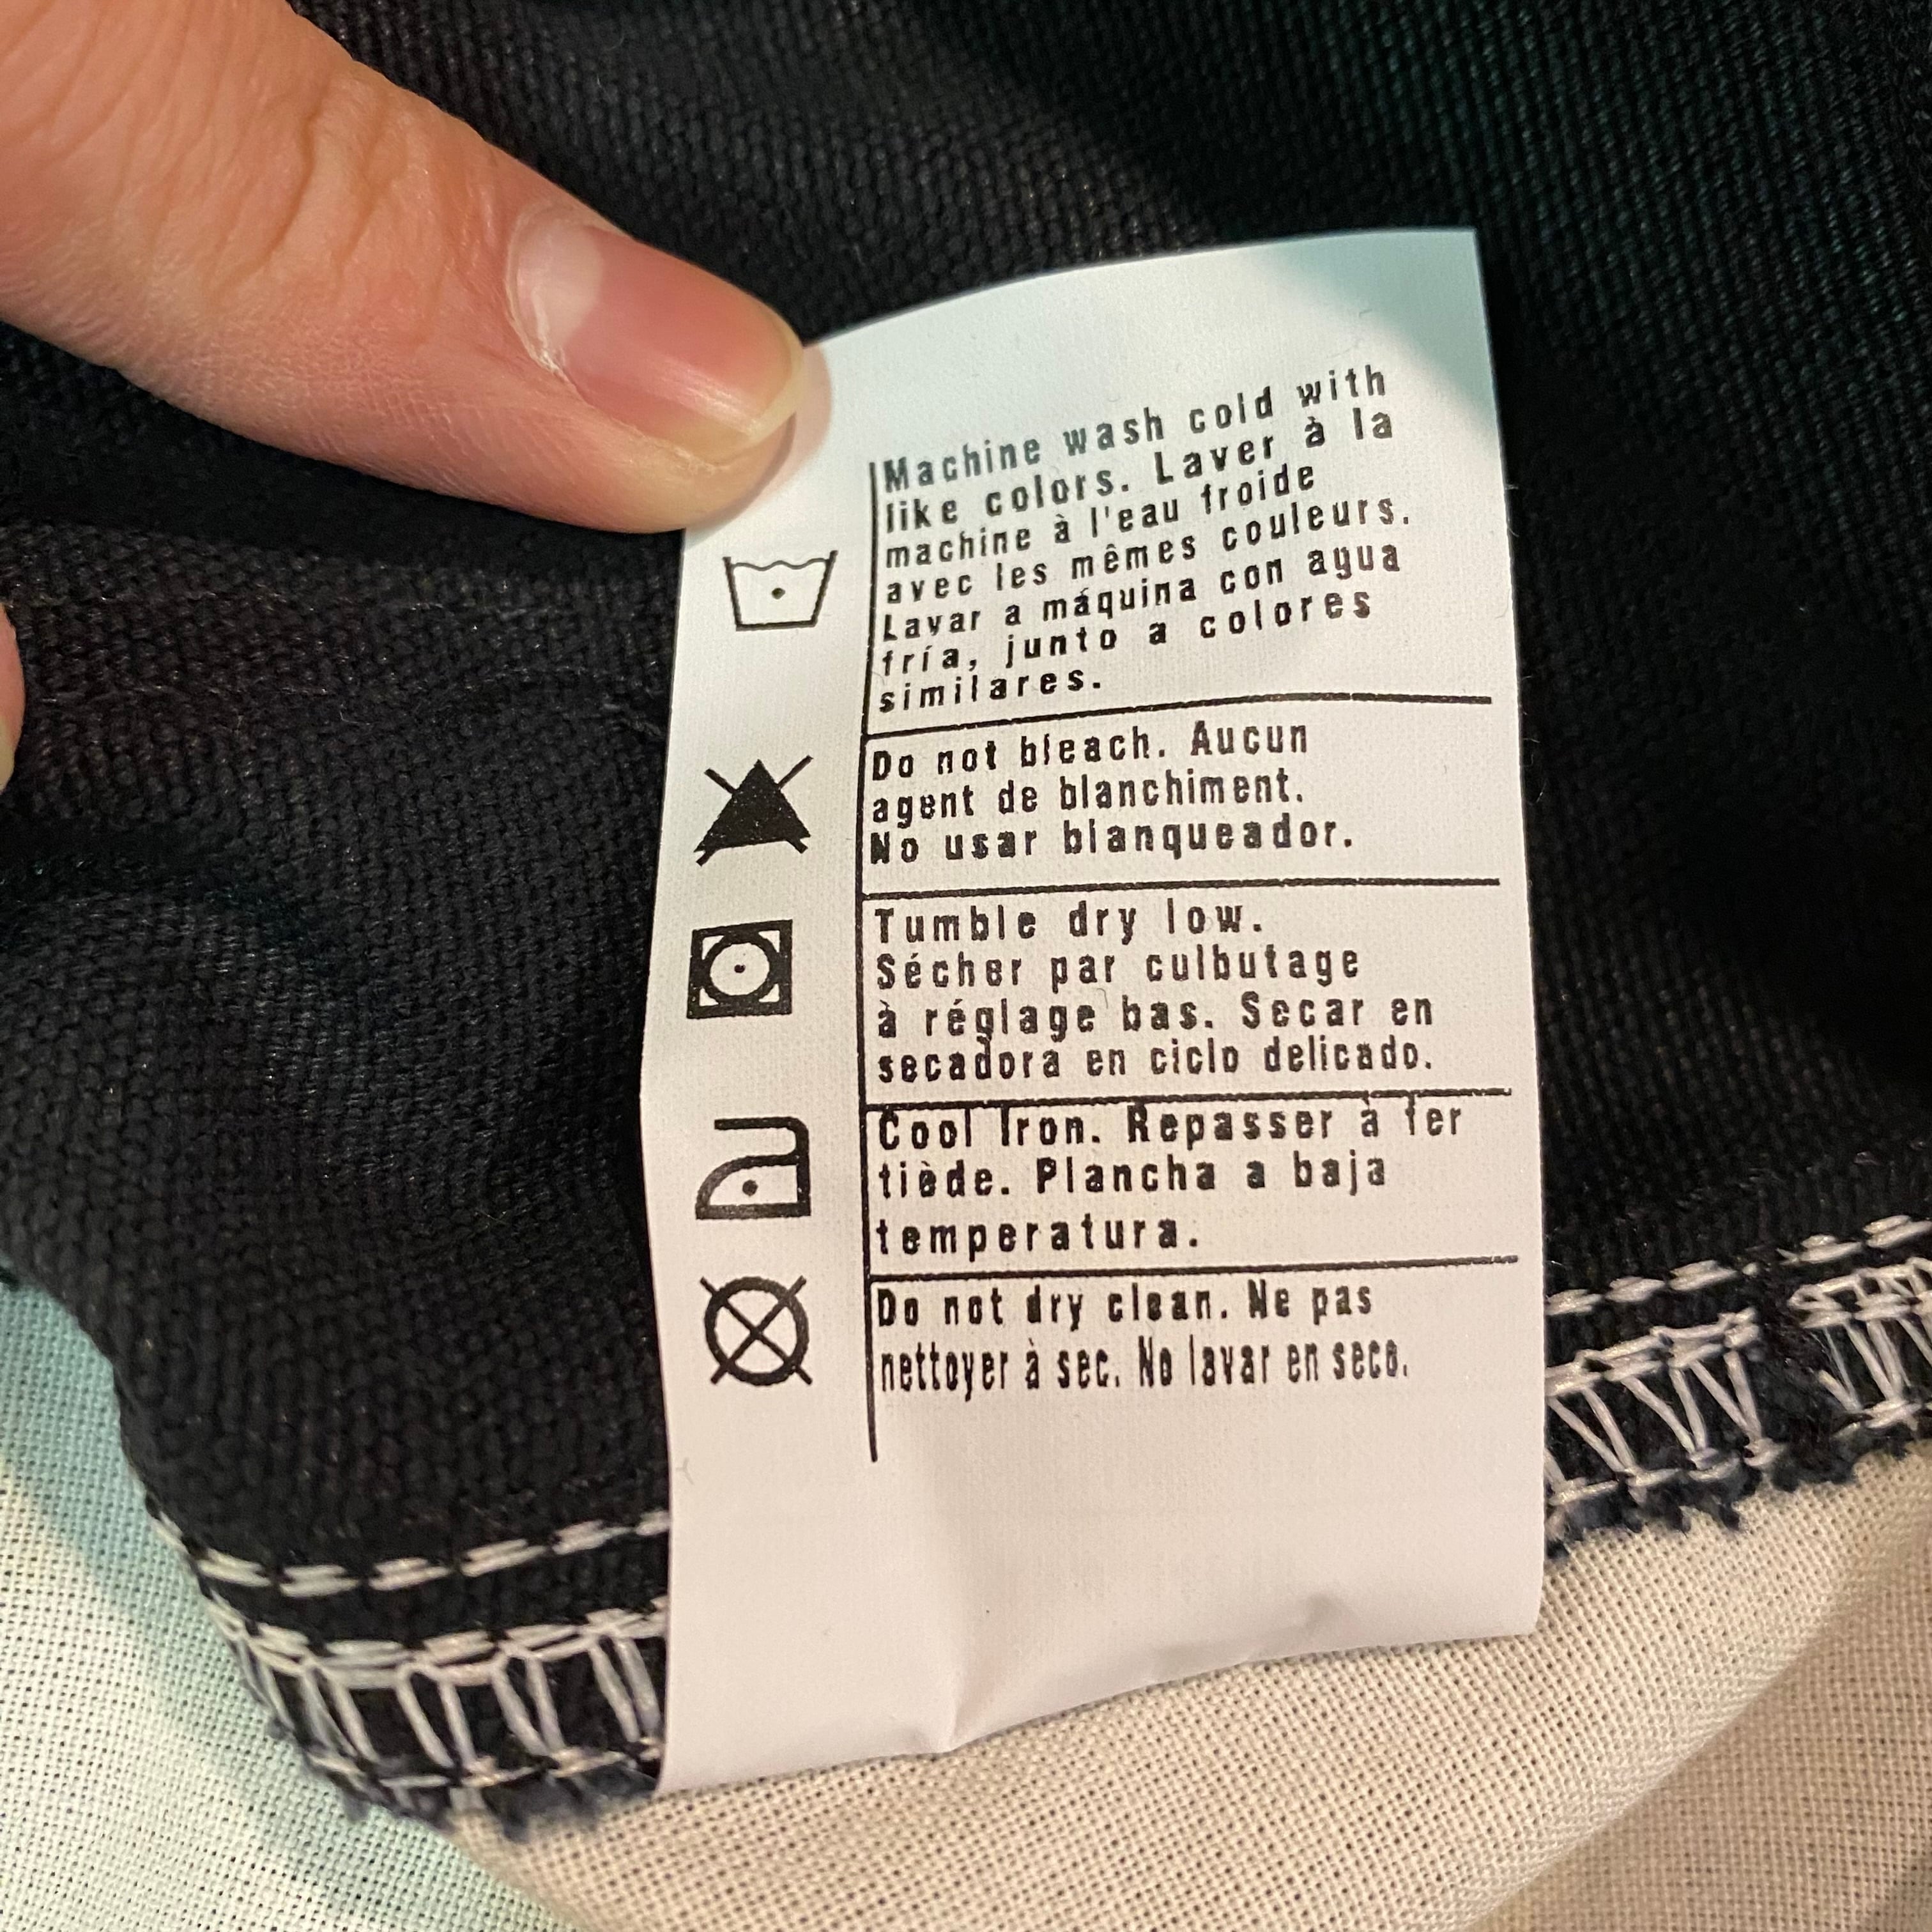 Machine wash cold with
like colors. Laver à la
machine à l'eau froide
avec les mêmes couleurs.
Lavar a máquina con agua
fría, junto a colores
similares.
Do not bleach. Aucun
agent de blanchiment.
No usar blanqueador.
Tumble dry low.
Sécher par culbutage
à réglage bas. Secar en
secadora en ciclo delicado.
Cool Iron. Repasser à fer
tiède. Plancha a baja
temperatura.
Do not dry clean. Ne pas
nettoyer à sec. No lavar en seco.